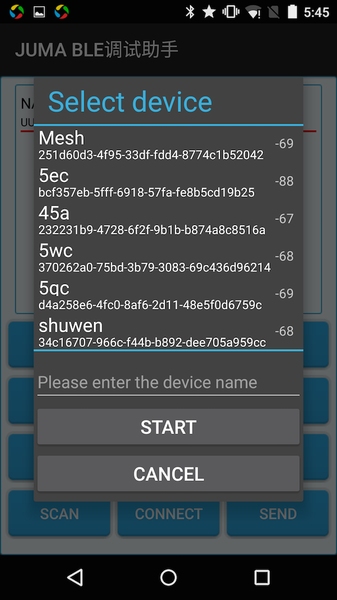 5:45
JUMA BLE调试助手
Select device
Mesh
-69
251d60d3-4f95-33df-fdd4-8774c1b52042
5ec
-88
bcf357eb-5fff-6918-57fa-fe8b5cd19b25
45a
-67
232231b9-4728-6f2f-9b1b-b874a8c8516a
5wc
-68
370262a0-75bd-3b79-3083-69c436d96214
5qc
-69
d4a258e6-4fc0-8af6-2d11-48e5f0d6759c
shuwen
-68
34c16707-966c-f44b-b892-dee705a959cc
Please enter the device name
START
CANCEL
SCAN
CONNECT
SEND